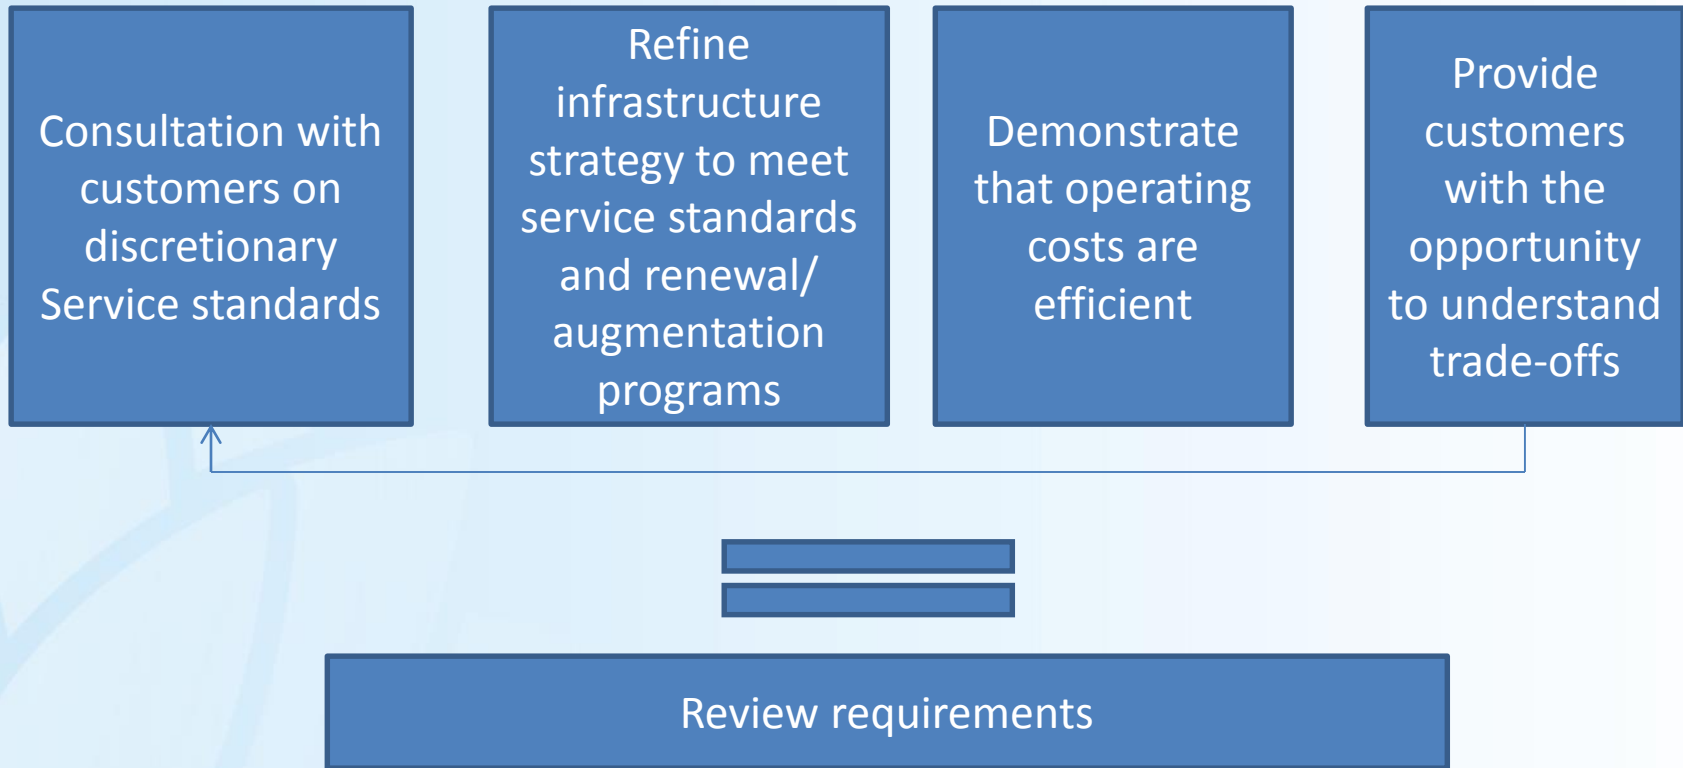 Consultation with
customers on
discretionary
Service standards
Refine
infrastructure
strategy to meet
service standards
and renewal/
augmentation
programs
Demonstrate
that operating
costs are
efficient
Provide
customers
with the
opportunity
to understand
trade-offs
Review requirements